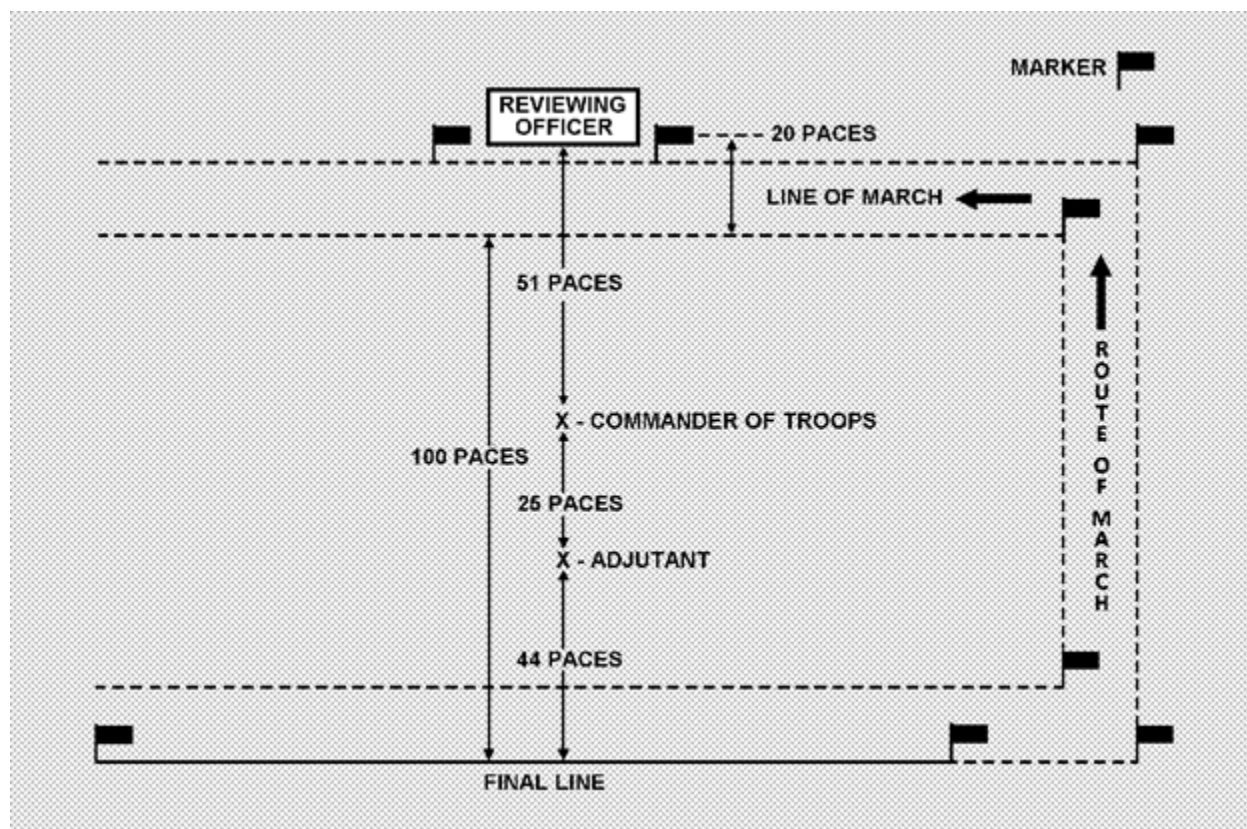 MARKER
REVIEWING
OFFICER
20 PACES
LINE OF MARCH
51 PACES
X - COMMANDER OF TROOPS
100 PACES
25 PACES
X - ADJUTANT
44 PACES
ROUTE OF MARCH
FINAL LINE